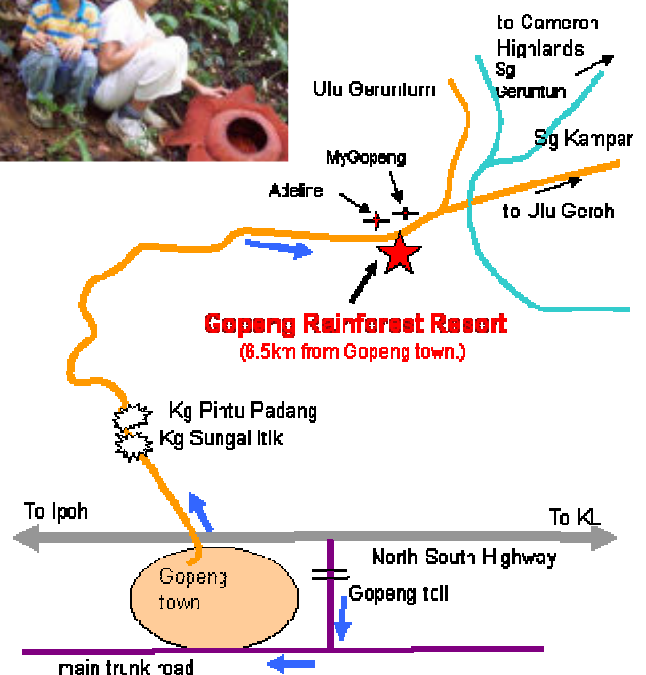 to Cameron
Highlands
Sg
Geruntun
Ulu Geruntum
Sg Kampar
MyGopeng
Adeline
to Ulu Geroh
Gopeng Rainforest Resort
(6.5km from Gopeng town.)
Kg Pintu Padang
Kg Sungai Itik
To Ipoh
To KL
North South Highway
Gopeng
town
Gopeng toll
main trunk road